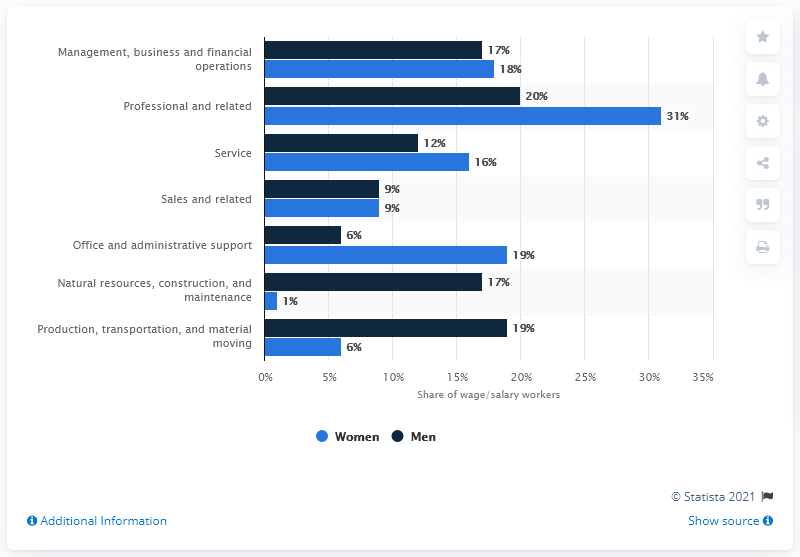 Management, business and financial
operations
17%
18%
Professional and related
20%
31%
Service
12%
16%
Sales and related
9%
9%
Office and administrative support
6%
19%
Natural resources, construction, and
maintenance
17%
1%
Production, transportation, and material
moving
19%
6%
0% 5% 10% 15% 20% 25% 30% 35%
Share of wage/salary workers
Women Men
© Statista 2021
Additional Information
Show source